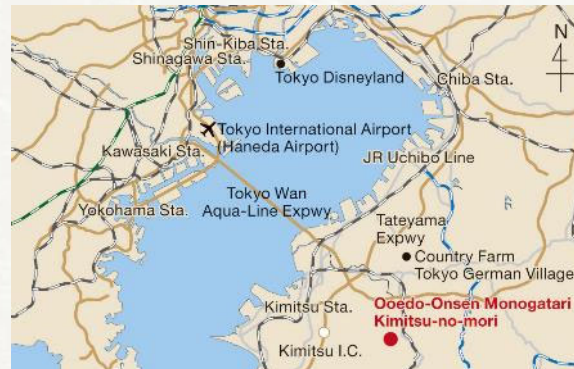 Shin-Kiba Sta.
Shinagawa Sta.
N
Tokyo Disneyland
Chiba Sta.
Tokyo International Airport
(Haneda Airport)
Kawasaki Sta.
JR Uchibo Line
Yokohama Sta.
Tokyo Wan
Aqua-Line Expwy
Tateyama
Expwy
Country Farm
Tokyo German Village
Kimitsu Sta.
Ooedo-Onsen Monogatari
Kimitsu-no-mori
Kimitsu I.C.